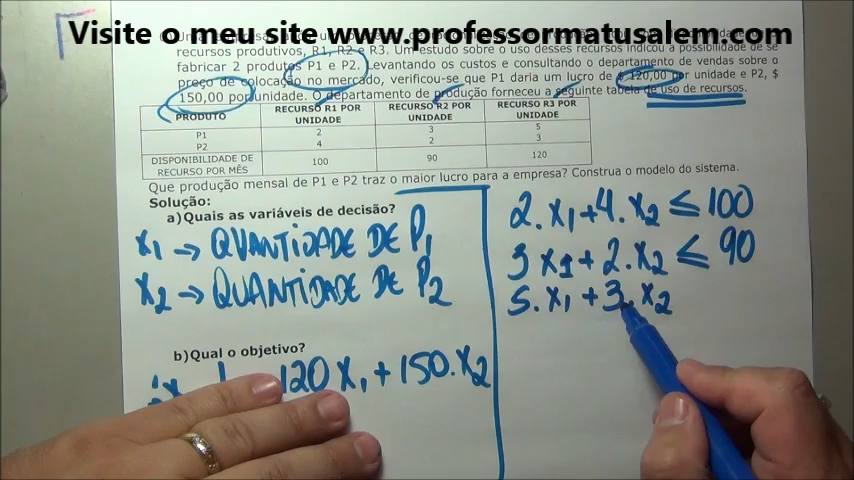 Visite o meu site www.professormatusalem.com
recursos produtivos, R1, R2 e R3. Um estudo sobre o uso desses recursos indicou a possibilidade de se
fabricar 2 produtos P1 e P2. Levantando os custos e consultando o departamento de vendas sobre o
preço de colocação no mercado, verificou-se que P1 daria um lucro de $ 120,00 por unidade e P2, $
150,00 por unidade. O departamento de produção forneceu a seguinte tabela de uso de recursos.
PRODUTO RECURSO R1 POR UNIDADE RECURSO R2 POR UNIDADE RECURSO R3 POR UNIDADE
P1 2 3 5
P2 4 2 3
DISPONIBILIDADE DE RECURSO POR MÊS 100 90 120
Que produção mensal de P1 e P2 traz o maior lucro para a empresa? Construa o modelo do sistema.
Solução:
a)Quais as variáveis de decisão?
x1 → QUANTIDADE DE P1
x2 → QUANTIDADE DE P2
b)Qual o objetivo?
120 x1 + 150.x2
2.x1 + 4.x2 ≤ 100
3 x1 + 2.x2 ≤ 90
5.x1 + 3.x2